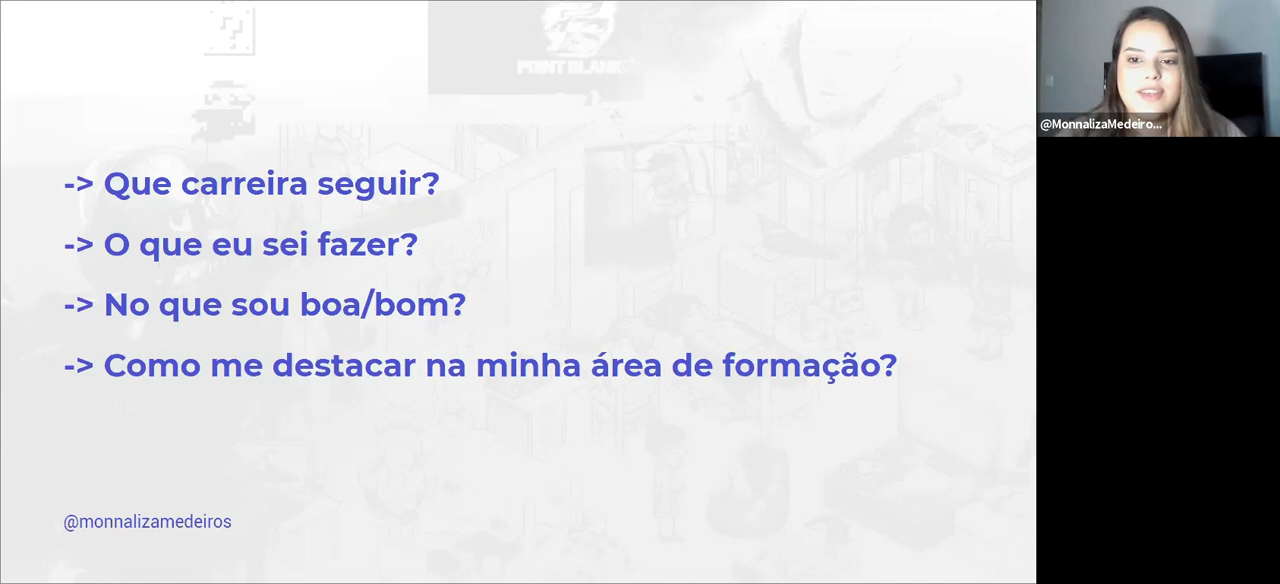 POINT BLANK
-> Que carreira seguir?
-> O que eu sei fazer?
-> No que sou boa/bom?
-> Como me destacar na minha área de formação?
@monnalizamedeiros
@MonnalizaMedeiro...